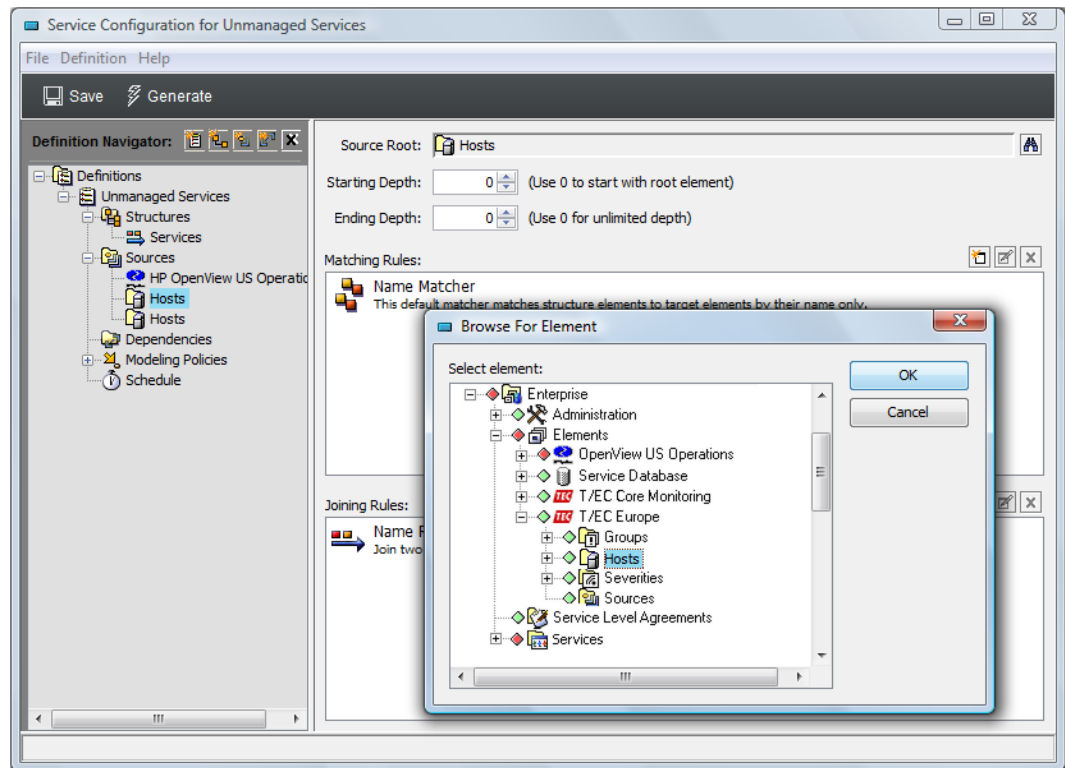 Service Configuration for Unmanaged Services
File Definition Help
Save Generate
Definition Navigator:
Definitions
Unmanaged Services
Structures
Services
Sources
HP OpenView US Operatic
Hosts
Hosts
Dependencies
Modeling Policies
Schedule
Source Root: Hosts
Starting Depth: 0 (Use 0 to start with root element)
Ending Depth: 0 (Use 0 for unlimited depth)
Matching Rules:
Name Matcher
This default matcher matches structure elements to target elements by their name only.
Joining Rules:
Name
Join two
Browse For Element
Select element:
Enterprise
Administration
Elements
OpenView US Operations
Service Database
TEC T/EC Core Monitoring
TEC T/EC Europe
Groups
Hosts
Severities
Sources
Service Level Agreements
Services
OK
Cancel